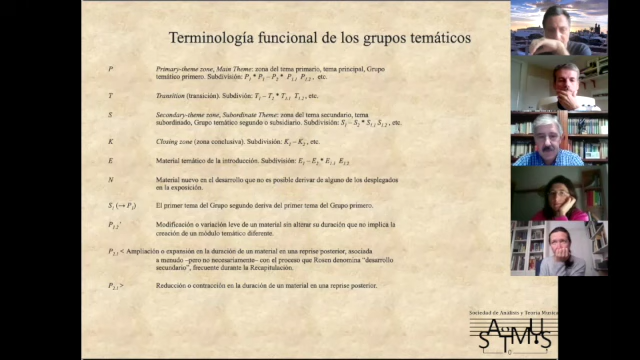 Terminología funcional de los grupos temáticos
P Primary-theme zone, Main Theme: zona del tema primario, tema principal, Grupo
temático primero. Subdivisión: P1 * P1 – P2 * P1.1 P2.2, etc.
T Transition (transición). Subdivión: T1 – T2 * T1.1 T1.2, etc.
S Secondary-theme zone, Subordinate Theme: zona del tema secundario, tema
subordinado, Grupo temático segundo o subsidiario. Subdivisión: S1 – S2 * S1.1 S1.2, etc.
K Closing zone (zona conclusiva). Subdivisión: K1 – K2, etc.
E Material temático de la introducción. Subdivisión: E1 – E2 * E1.1 E2.2
N Material nuevo en el desarrollo que no es posible derivar de alguno de los desplegados
en la exposición.
S1 (→ P1) El primer tema del Grupo segundo deriva del primer tema del Grupo primero.
P2.2' Modificación o variación leve de un material sin alterar su duración que no implica la
creación de un módulo temático diferente.
P2.1 < Ampliación o expansión en la duración de un material en una reprise posterior, asociada
a menudo –pero no necesariamente– con el proceso que Rosen denomina "desarrollo
secundario", frecuente durante la Recapitulación.
P2.1 > Reducción o contracción en la duración de un material en una reprise posterior.
Sociedad de Análisis y Teoría Musical
SATMUS